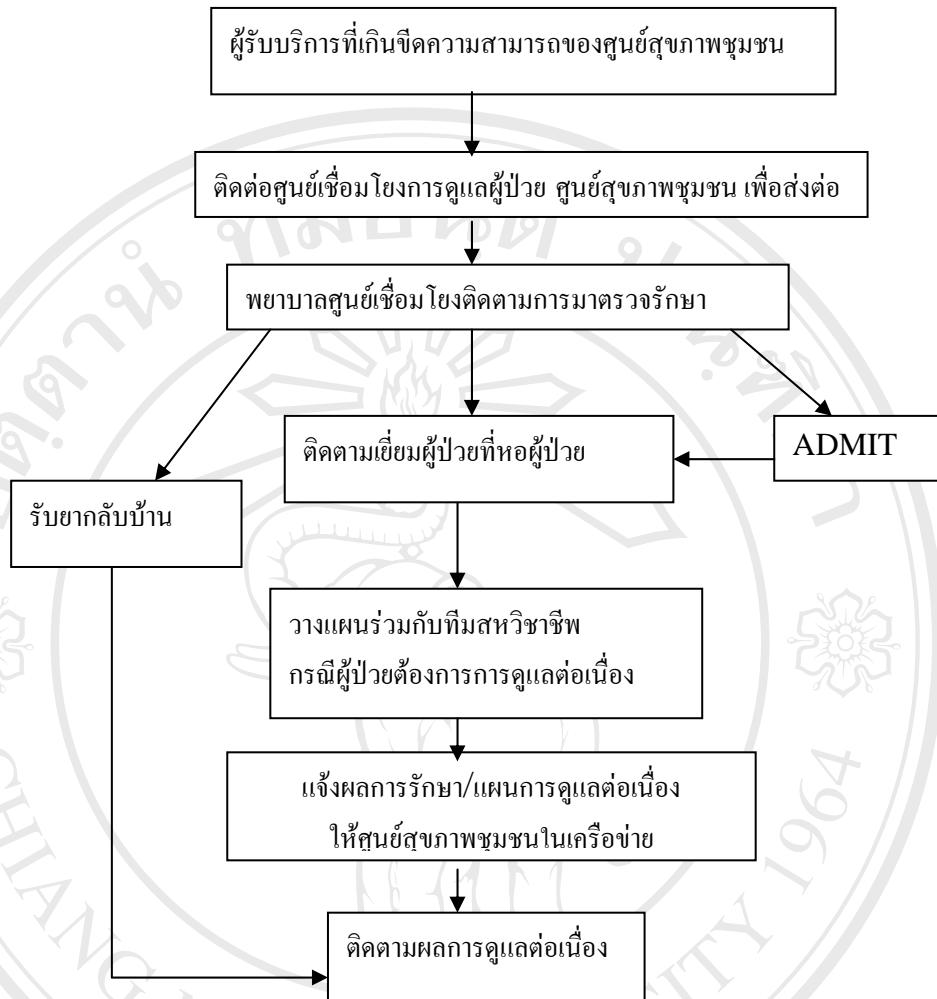 ผู้รับบริการที่เกินขีดความสามารถของศูนย์สุขภาพชุมชน
ติดต่อศูนย์เชื่อมโยงการดูแลผู้ป่วย ศูนย์สุขภาพชุมชน เพื่อส่งต่อ
พยาบาลศูนย์เชื่อมโยงติดตามการมาตรวจรักษา
ติดตามเยี่ยมผู้ป่วยที่หอผู้ป่วย
ADMIT
รับยากลับบ้าน
วางแผนร่วมกับทีมสหวิชาชีพ
กรณีผู้ป่วยต้องการการดูแลต่อเนื่อง
แจ้งผลการรักษา/แผนการดูแลต่อเนื่อง
ให้ศูนย์สุขภาพชุมชนในเครือข่าย
ติดตามผลการดูแลต่อเนื่อง
1964